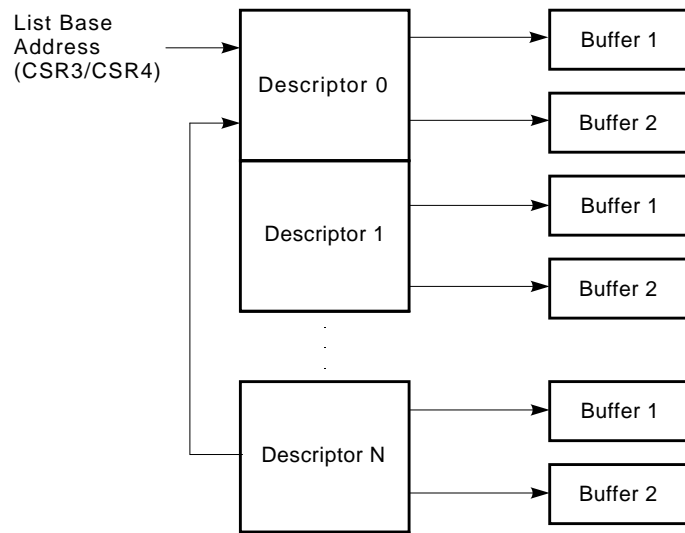 List Base
Address
(CSR3/CSR4)
Descriptor 0
Buffer 1
Buffer 2
Descriptor 1
Buffer 1
Buffer 2
Descriptor N
Buffer 1
Buffer 2